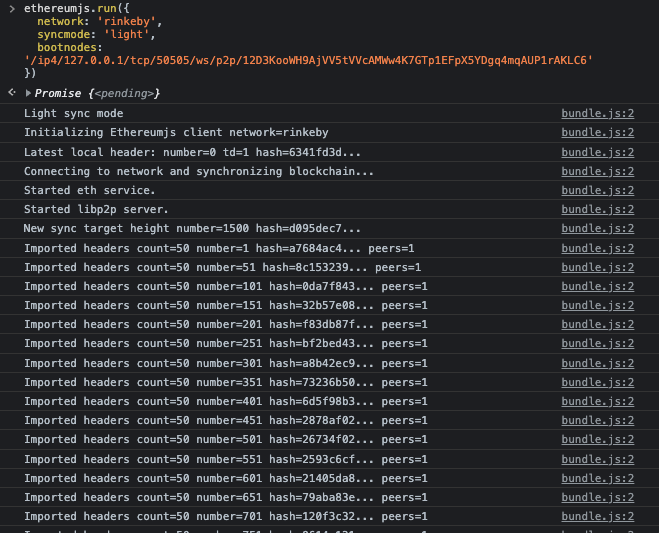 ethereumjs.run({
network: 'rinkeby',
syncmode: 'light',
bootnodes:
'/ip4/127.0.0.1/tcp/50505/ws/p2p/12D3KooWH9AjVV5tVVcAMWw4K7GTp1EFpX5YDgq4mqAUP1rAKLC6'
})
Promise {<pending>}
Light sync mode bundle.js:2
Initializing Ethereumjs client network=rinkeby bundle.js:2
Latest local header: number=0 td=1 hash=6341fd3d... bundle.js:2
Connecting to network and synchronizing blockchain... bundle.js:2
Started eth service. bundle.js:2
Started libp2p server. bundle.js:2
New sync target height number=1500 hash=d095dec7... bundle.js:2
Imported headers count=50 number=1 hash=a7684ac4... peers=1 bundle.js:2
Imported headers count=50 number=51 hash=8c153239... peers=1 bundle.js:2
Imported headers count=50 number=101 hash=0da7f843... peers=1 bundle.js:2
Imported headers count=50 number=151 hash=32b57e08... peers=1 bundle.js:2
Imported headers count=50 number=201 hash=f83db87f... peers=1 bundle.js:2
Imported headers count=50 number=251 hash=bf2bed43... peers=1 bundle.js:2
Imported headers count=50 number=301 hash=a8b42ec9... peers=1 bundle.js:2
Imported headers count=50 number=351 hash=73236b50... peers=1 bundle.js:2
Imported headers count=50 number=401 hash=6d5f98b3... peers=1 bundle.js:2
Imported headers count=50 number=451 hash=2878af02... peers=1 bundle.js:2
Imported headers count=50 number=501 hash=26734f02... peers=1 bundle.js:2
Imported headers count=50 number=551 hash=2593c6cf... peers=1 bundle.js:2
Imported headers count=50 number=601 hash=21405da8... peers=1 bundle.js:2
Imported headers count=50 number=651 hash=79aba83e... peers=1 bundle.js:2
Imported headers count=50 number=701 hash=120f3c32... peers=1 bundle.js:2